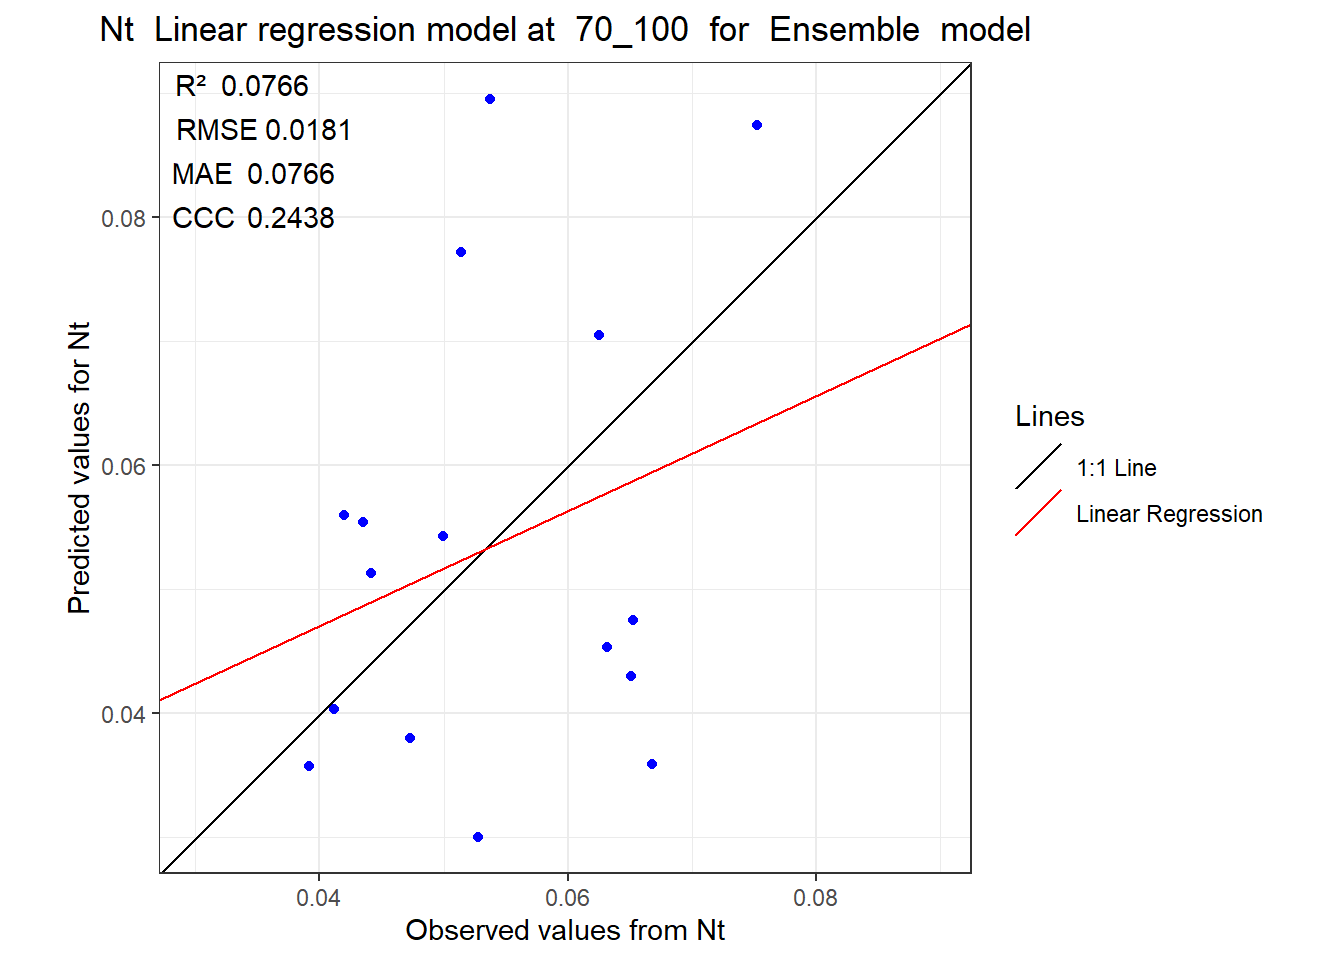 Nt  Linear regression model at  70_100  for  Ensemble  model
R²  0.0766
RMSE 0.0181
MAE  0.0766
CCC  0.2438
0.08
0.06
0.04
Predicted values for Nt
0.04
0.06
0.08
Observed values from Nt
Lines
1:1 Line
Linear Regression